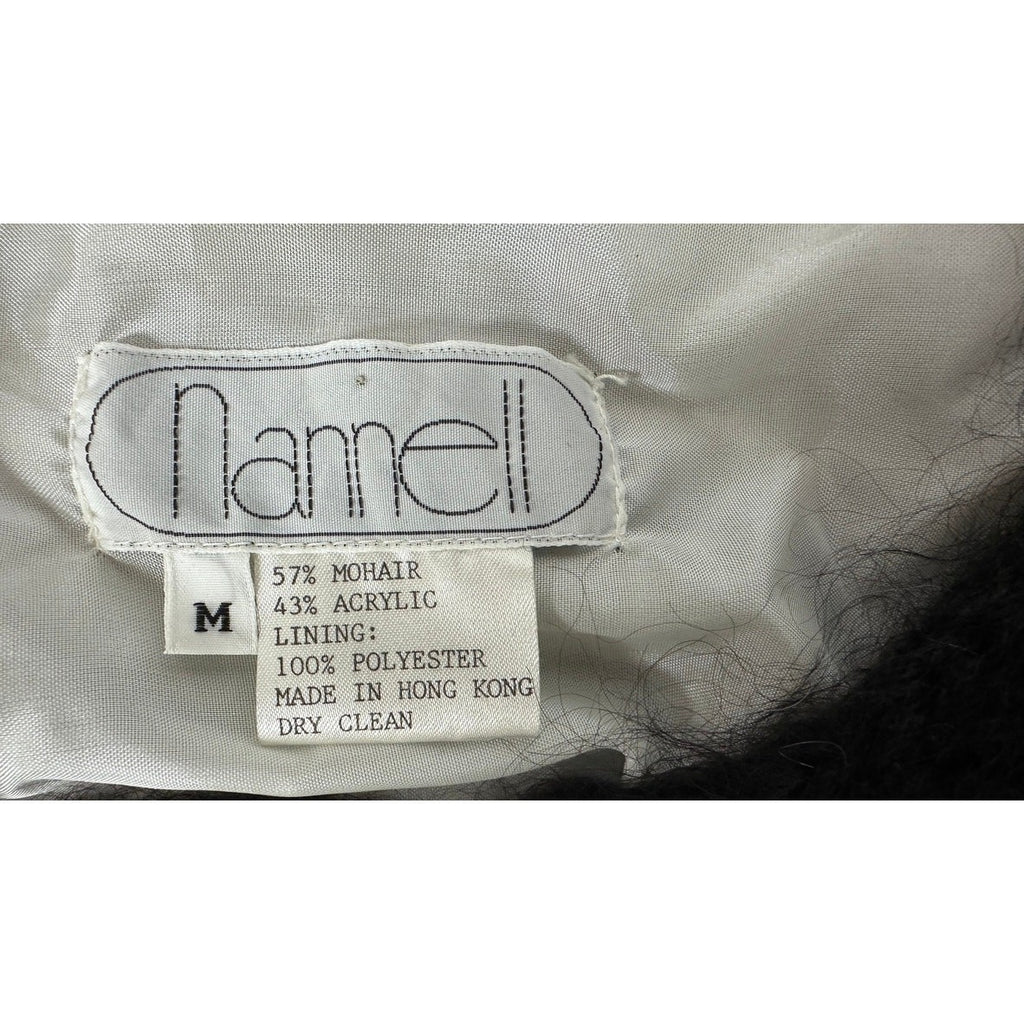 nannell
M
57% MOHAIR
43% ACRYLIC
LINING:
100% POLYESTER
MADE IN HONG KONG
DRY CLEAN